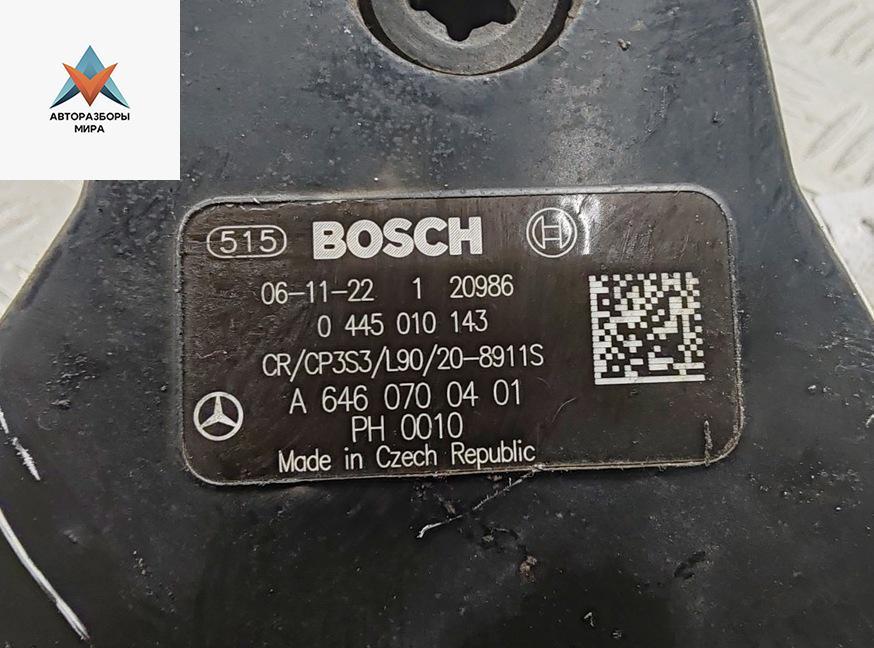 АВТОРАЗБОРЫ
МИРА
515 BOSCH
06-11-22 1 20986
0 445 010 143
CR/CP3S3/L90/20-8911S
A 646 070 04 01
PH 0010
Made in Czech Republic